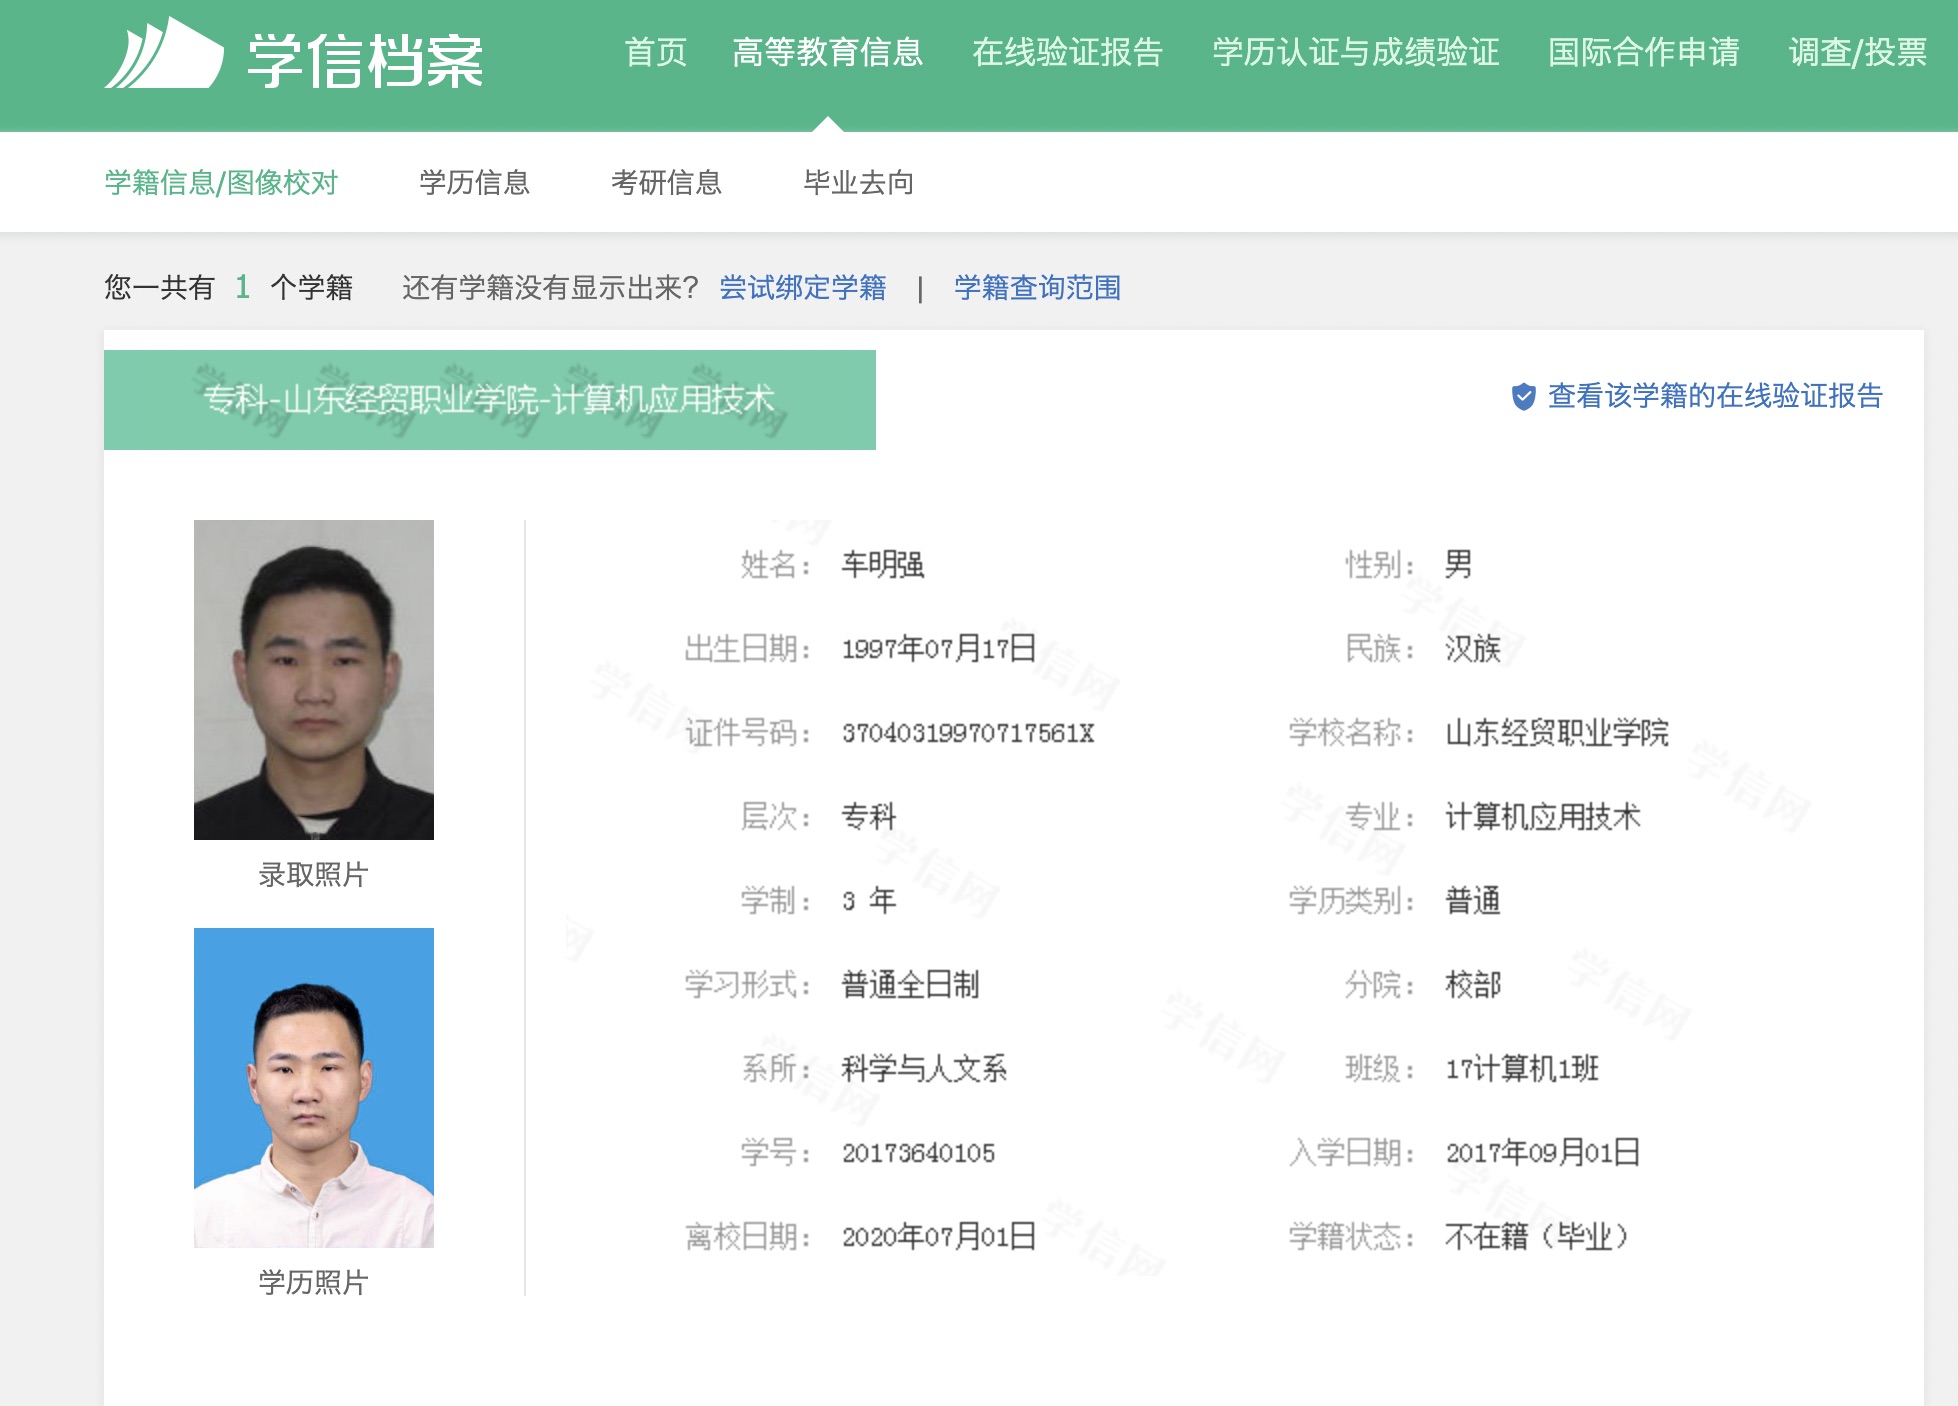 学信档案
首页 高等教育信息 在线验证报告 学历认证与成绩验证 国际合作申请 调查/投票
学籍信息/图像校对 学历信息 考研信息 毕业去向
您一共有 1 个学籍 还有学籍没有显示出来? 尝试绑定学籍 | 学籍查询范围
专科-山东经贸职业学院-计算机应用技术
查看该学籍的在线验证报告
录取照片
学历照片
姓名： 车明强 性别： 男
出生日期： 1997年07月17日 民族： 汉族
证件号码： 37040319970717561X 学校名称： 山东经贸职业学院
层次： 专科 专业： 计算机应用技术
学制： 3 年 学历类别： 普通
学习形式： 普通全日制 分院： 校部
系所： 科学与人文系 班级： 17计算机1班
学号： 20173640105 入学日期： 2017年09月01日
离校日期： 2020年07月01日 学籍状态： 不在籍（毕业）
学信网